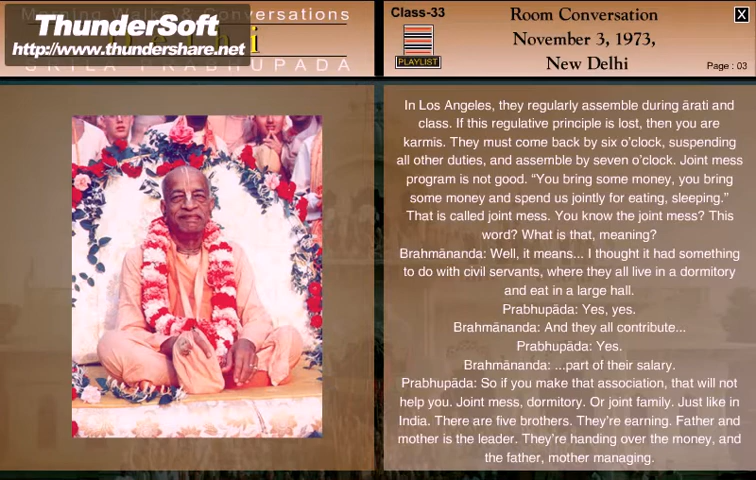 Morning Walks & Conversations
ThunderSoft
http://www.thundershare.net
SRILA PRABHUPADA
Class-33
PLAYLIST
Room Conversation
November 3, 1973,
New Delhi
X
Page : 03
In Los Angeles, they regularly assemble during ārati and
class. If this regulative principle is lost, then you are
karmis. They must come back by six o’clock, suspending
all other duties, and assemble by seven o’clock. Joint mess
program is not good. “You bring some money, you bring
some money and spend us jointly for eating, sleeping.”
That is called joint mess. You know the joint mess? This
word? What is that, meaning?
Brahmānanda: Well, it means... I thought it had something
to do with civil servants, where they all live in a dormitory
and eat in a large hall.
Prabhupāda: Yes, yes.
Brahmānanda: And they all contribute...
Prabhupāda: Yes.
Brahmānanda: ...part of their salary.
Prabhupāda: So if you make that association, that will not
help you. Joint mess, dormitory. Or joint family. Just like in
India. There are five brothers. They’re earning. Father and
mother is the leader. They’re handing over the money, and
the father, mother managing.